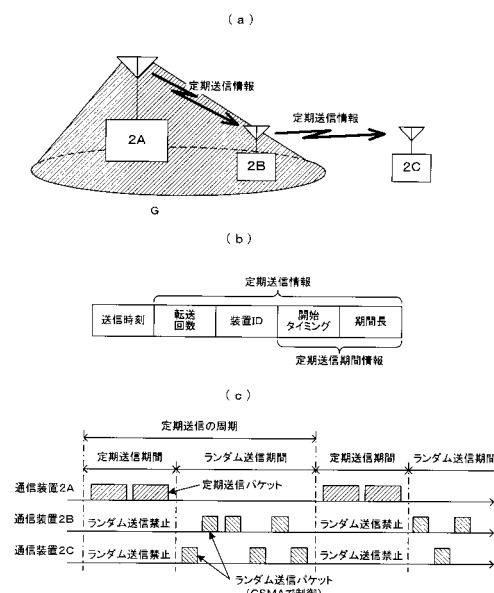 (a)
定期送信情報
定期送信情報
2A
2B
2C
G
(b)
定期送信情報
送信時刻
転送
回数
装置ID
開始
タイミング
期間長
定期送信期間情報
(c)
定期送信の周期
定期送信期間
ランダム送信期間
定期送信期間
ランダム送信期間
通信装置2A
定期送信パケット
通信装置2B
ランダム送信禁止
ランダム送信禁止
通信装置2C
ランダム送信禁止
ランダム送信禁止
ランダム送信パケット
(CSMAで制御)